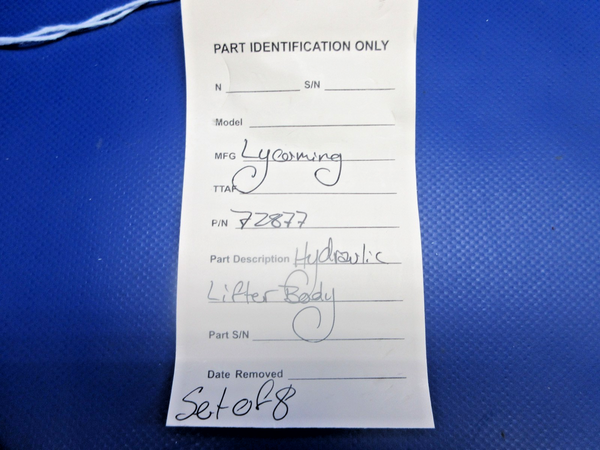 PART IDENTIFICATION ONLY
N S/N
Model
MFG Lycoming
TTAF
P/N 72877
Part Description Hydraulic
Lifter Body
Part S/N
Date Removed
Set of 8